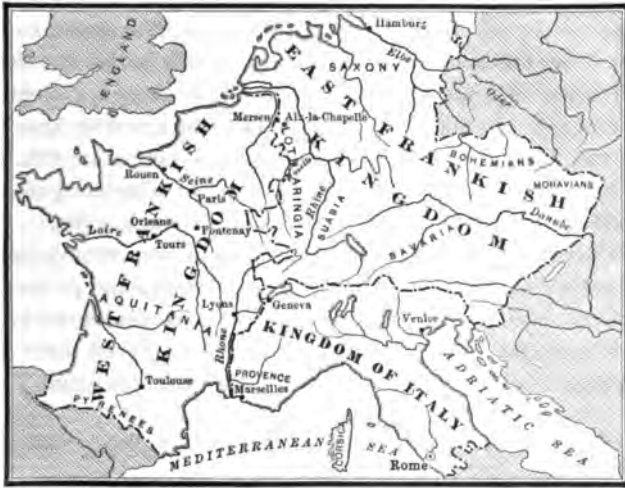 ENGLAND
Hamburg
Elbe
Oder
SAXONY
EAST FRANKISH KINGDOM
Mersen
Aix-la-Chapelle
LOTHARINGIA
BOHEMIANS
MORAVIANS
Danube
Rouen
Seine
Paris
Rhine
SUABIA
BAVARIA
Orleans
Fontenay
Loire
Tours
WEST FRANKISH KINGDOM
AQUITANIA
Lyons
Geneva
Venice
Rhone
KINGDOM OF ITALY
ADRIATIC SEA
PROVENCE
Toulouse
Marseilles
PYRENEES
MEDITERRANEAN SEA
CORSICA
Rome